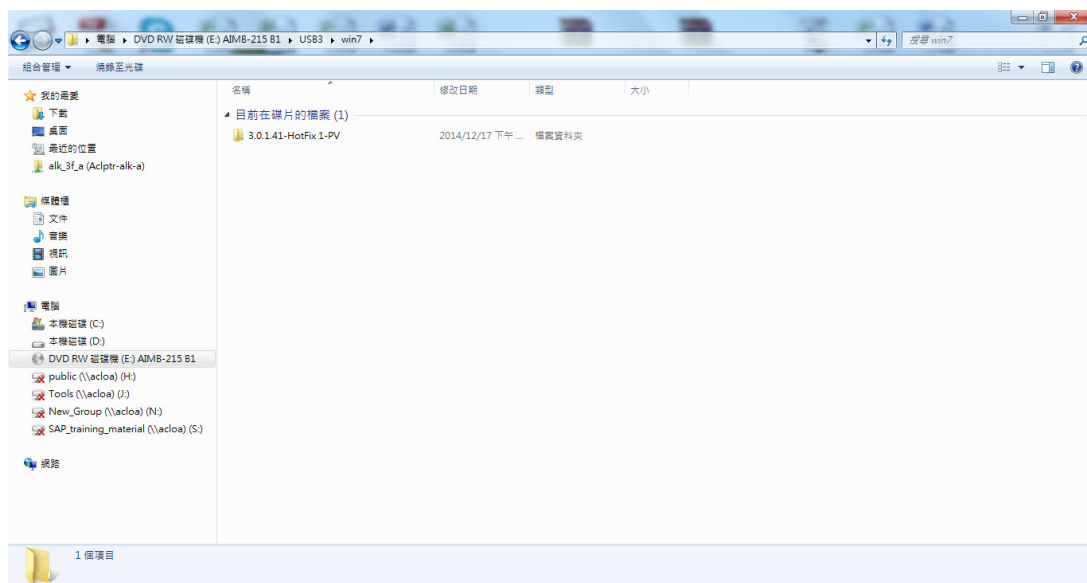 電腦 ▸ DVD RW 磁碟機 (E:) AIMB-215 B1 ▸ USB3 ▸ win7 ▸
搜尋 win7
組合管理 ▾ 燒錄至光碟
名稱 修改日期 類型 大小
目前在碟片的檔案 (1)
3.0.1.41-HotFix 1-PV 2014/12/17 下午 ... 檔案資料夾
我的最愛
下載
桌面
最近的位置
alk_3f_a (Aclptr-alk-a)
媒體櫃
文件
音樂
視訊
圖片
電腦
本機磁碟 (C:)
本機磁碟 (D:)
DVD RW 磁碟機 (E:) AIMB-215 B1
public (\\acloa) (H:)
Tools (\\acloa) (J:)
New_Group (\\acloa) (N:)
SAP_training_material (\\acloa) (S:)
網路
1 個項目